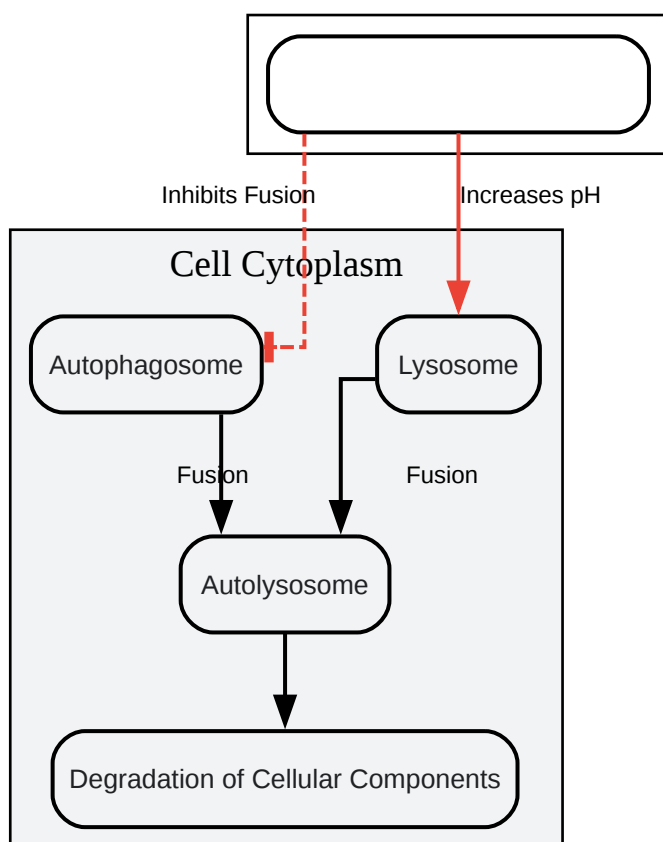 Inhibits Fusion
Increases pH
Cell Cytoplasm
Autophagosome
Lysosome
Fusion
Fusion
Autolysosome
Degradation of Cellular Components